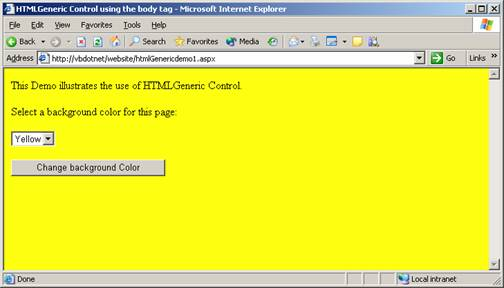 HTMLGeneric Control using the body tag - Microsoft Internet Explorer
File Edit View Favorites Tools Help
Back Search Favorites Media
Address http://vbdotnet/website/htmlGenericdemo1.aspx Go Links »
This Demo illustrates the use of HTMLGeneric Control.
Select a background color for this page:
Yellow
Change background Color
Done Local intranet